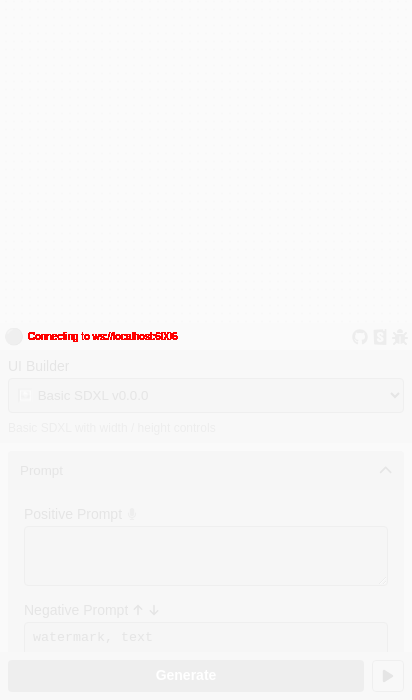 Connecting to ws://localhost:6006
UI Builder
Basic SDXL v0.0.0
Basic SDXL with width / height controls
Prompt
Positive Prompt
Negative Prompt
watermark, text
Generate